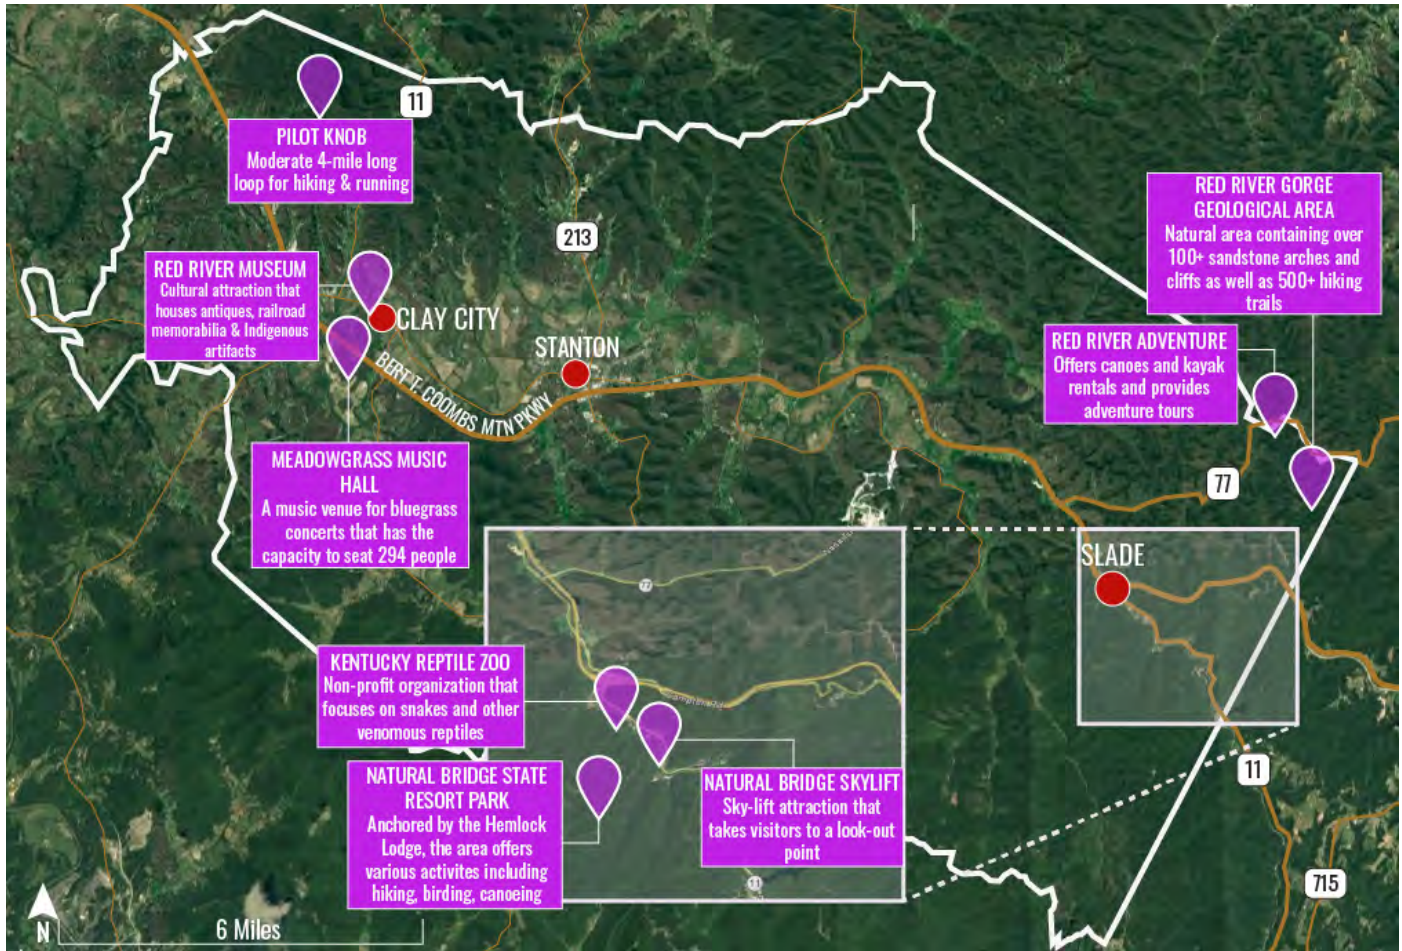 11
PILOT KNOB
Moderate 4-mile long
loop for hiking & running
213
RED RIVER GORGE
GEOLOGICAL AREA
Natural area containing over
100+ sandstone arches and
cliffs as well as 500+ hiking
trails
RED RIVER MUSEUM
Cultural attraction that
houses antiques, railroad
memorabilia & Indigenous
artifacts
CLAY CITY
STANTON
BERT T. COOMBS MTN PKWY
RED RIVER ADVENTURE
Offers canoes and kayak
rentals and provides
adventure tours
MEADOWGRASS MUSIC
HALL
A music venue for bluegrass
concerts that has the
capacity to seat 294 people
77
SLADE
77
KENTUCKY REPTILE ZOO
Non-profit organization that
focuses on snakes and other
venomous reptiles
NATURAL BRIDGE STATE
RESORT PARK
Anchored by the Hemlock
Lodge, the area offers
various activites including
hiking, birding, canoeing
NATURAL BRIDGE SKYLIFT
Sky-lift attraction that
takes visitors to a look-out
point
11
11
715
N
6 Miles